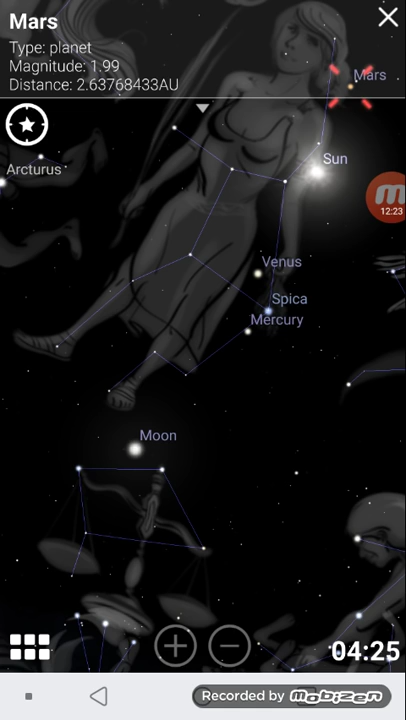 Mars
Type: planet
Magnitude: 1.99
Distance: 2.63768433AU
Mars
Sun
Arcturus
12:23
Venus
Spica
Mercury
Moon
04:25
Recorded by mobizen